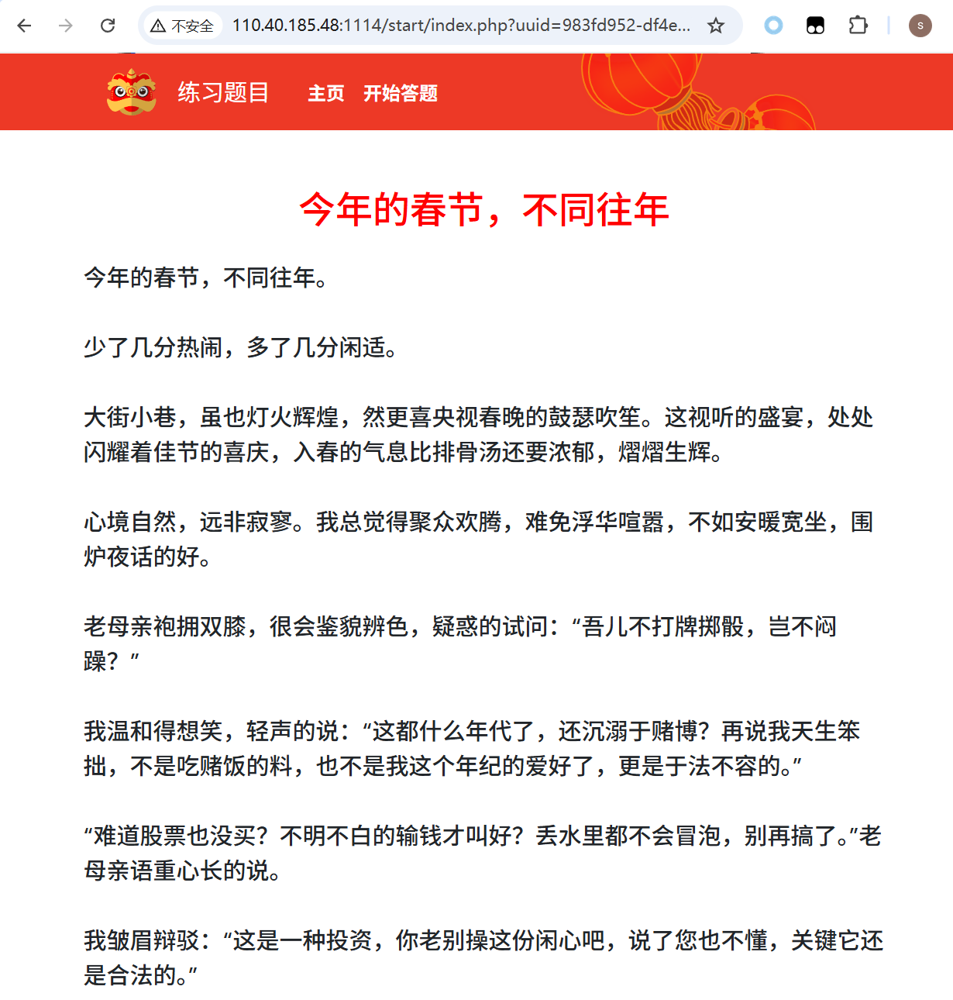 不安全 110.40.185.48:1114/start/index.php?uuid=983fd952-df4e... s
练习题目 主页 开始答题
今年的春节，不同往年
今年的春节，不同往年。
少了几分热闹，多了几分闲适。
大街小巷，虽也灯火辉煌，然更喜央视春晚的鼓瑟吹笙。这视听的盛宴，处处
闪耀着佳节的喜庆，入春的气息比排骨汤还要浓郁，熠熠生辉。
心境自然，远非寂寥。我总觉得聚众欢腾，难免浮华喧嚣，不如安暖宽坐，围
炉夜话的好。
老母亲袍拥双膝，很会鉴貌辨色，疑惑的试问：“吾儿不打牌掷骰，岂不闷
躁？”
我温和得想笑，轻声的说：“这都什么年代了，还沉溺于赌博？再说我天生笨
拙，不是吃赌饭的料，也不是我这个年纪的爱好了，更是于法不容的。”
“难道股票也没买？不明不白的输钱才叫好？丢水里都不会冒泡，别再搞了。”老
母亲语重心长的说。
我皱眉辩驳：“这是一种投资，你老别操这份闲心吧，说了您也不懂，关键它还
是合法的。”